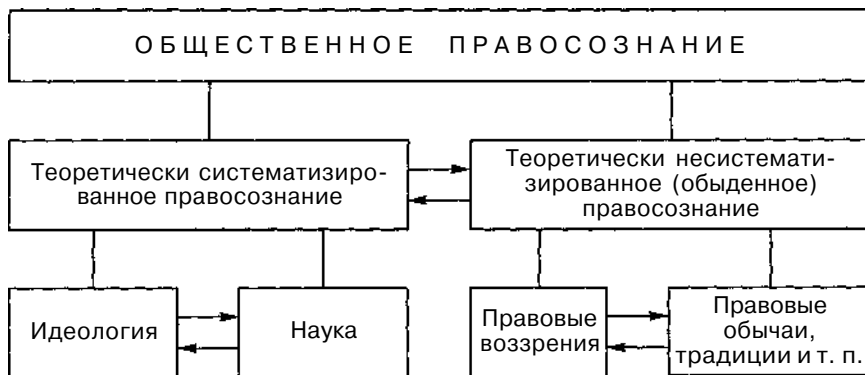 ОБЩЕСТВЕННОЕ ПРАВОСОЗНАНИЕ
Теоретически систематизиро-
ванное правосознание
Теоретически несистемати-
зированное (обыденное)
правосознание
Идеология
Наука
Правовые
воззрения
Правовые
обычаи,
традиции и т. п.